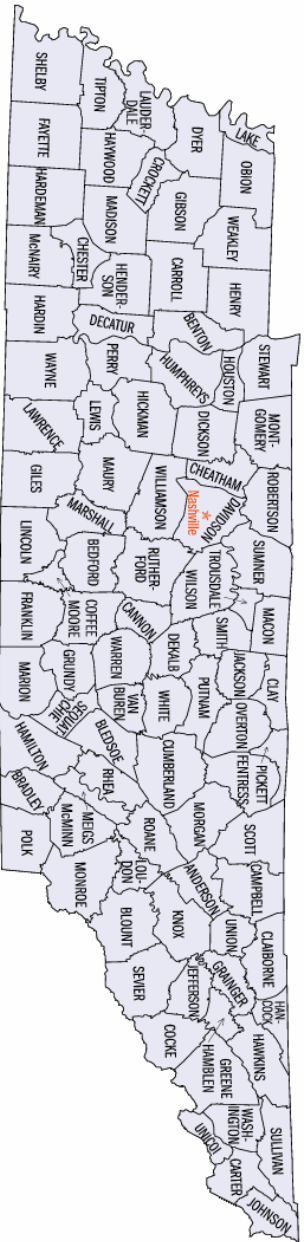 SHELBY
TIPTON
LAUDER-
DALE
DYER
LAKE
OBION
FAYETTE
HAYWOOD
CROCKETT
GIBSON
WEAKLEY
HARDEMAN
MADISON
CHESTER
McNAIRY
HENDER-
SON
CARROLL
HENRY
HARDIN
DECATUR
BENTON
STEWART
WAYNE
PERRY
HUMPHREYS
HOUSTON
LAWRENCE
LEWIS
HICKMAN
DICKSON
MONT-
GOMERY
GILES
MAURY
WILLIAMSON
CHEATHAM
DAVIDSON
Nashville
ROBERTSON
MARSHALL
LINCOLN
BEDFORD
RUTHER-
FORD
WILSON
TROUSDALE
SUMNER
FRANKLIN
MOORE
COFFEE
CANNON
SMITH
MACON
MARION
GRUNDY
WARREN
DEKALB
PUTNAM
JACKSON
CLAY
SEQUAT-
CHIE
VAN
BUREN
WHITE
OVERTON
PICKETT
HAMILTON
BLEDSOE
CUMBERLAND
FENTRESS
BRADLEY
RHEA
MORGAN
SCOTT
POLK
McMINN
MEIGS
ROANE
ANDERSON
CAMPBELL
MONROE
LOU-
DON
BLOUNT
KNOX
UNION
CLAIBORNE
SEVIER
JEFFERSON
GRAINGER
HAN-
COCK
COCKE
HAMBLEN
GREENE
HAWKINS
UNICOI
WASH-
INGTON
SULLIVAN
CARTER
JOHNSON